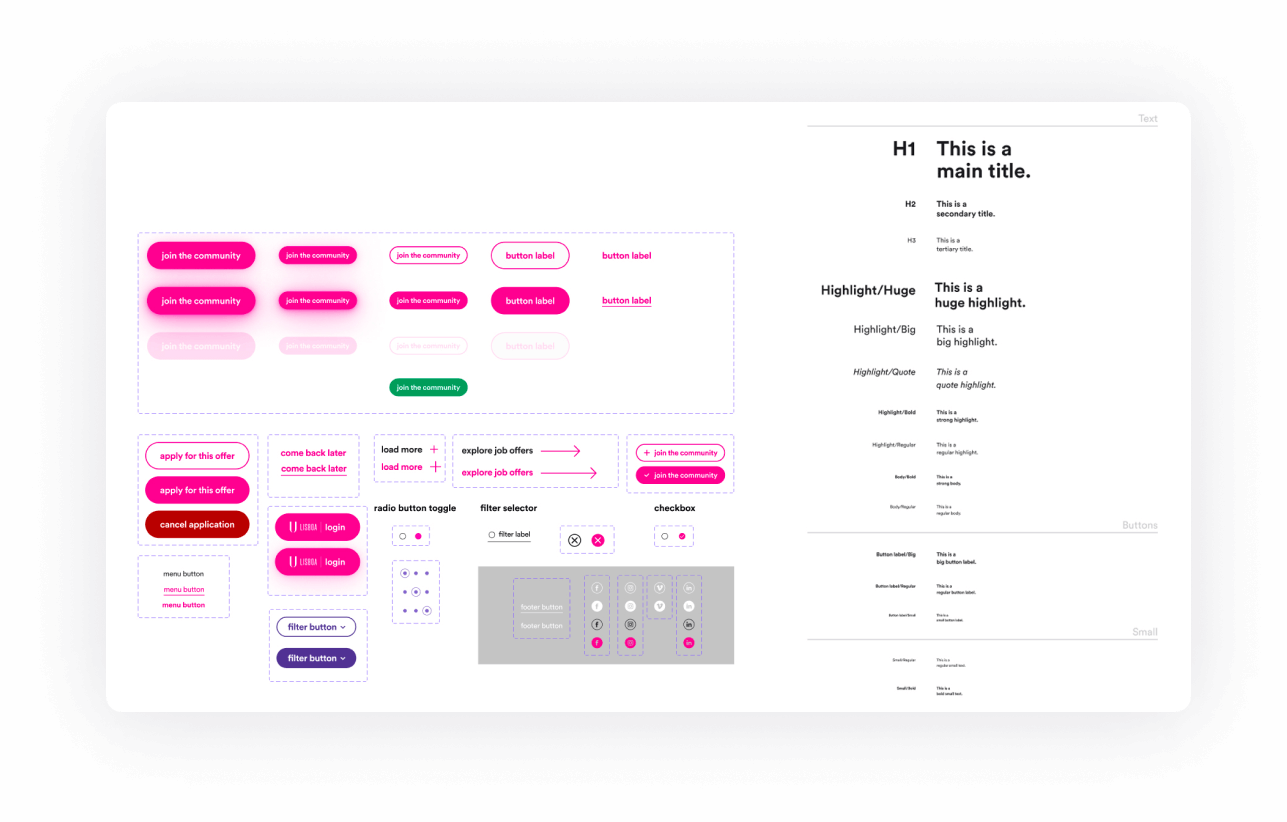 join the community
join the community
join the community
button label
button label
join the community
join the community
join the community
button label
button label
join the community
join the community
join the community
button label
join the community
apply for this offer
apply for this offer
cancel application
come back later
come back later
load more
load more
explore job offers
explore job offers
join the community
join the community
LISBOA login
LISBOA login
radio button toggle
filter selector
filter label
checkbox
menu button
menu button
menu button
filter button
filter button
footer button
footer button
Text
H1
This is a
main title.
H2
This is a
secondary title.
H3
This is a
tertiary title.
Highlight/Huge
This is a
huge highlight.
Highlight/Big
This is a
big highlight.
Highlight/Quote
This is a
quote highlight.
Highlight/Bold
This is a
strong highlight.
Highlight/Regular
This is a
regular highlight.
Body/Bold
This is a
strong body.
Body/Regular
This is a
regular body.
Buttons
Button label/Big
This is a
big button label.
Button label/Regular
This is a
regular button label.
Button label/Small
This is a
small button label.
Small
Small/Regular
This is a
regular small text.
Small/Bold
This is a
bold small text.